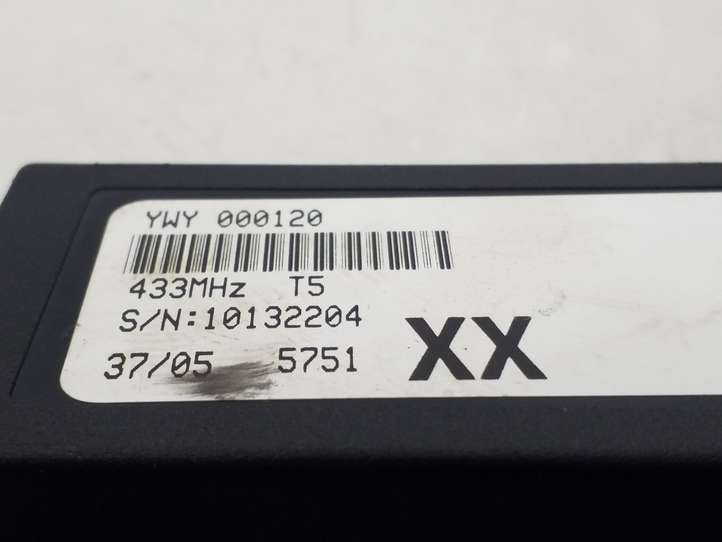 YWY 000120
433MHz T5
S/N:10132204
37/05 5751 XX